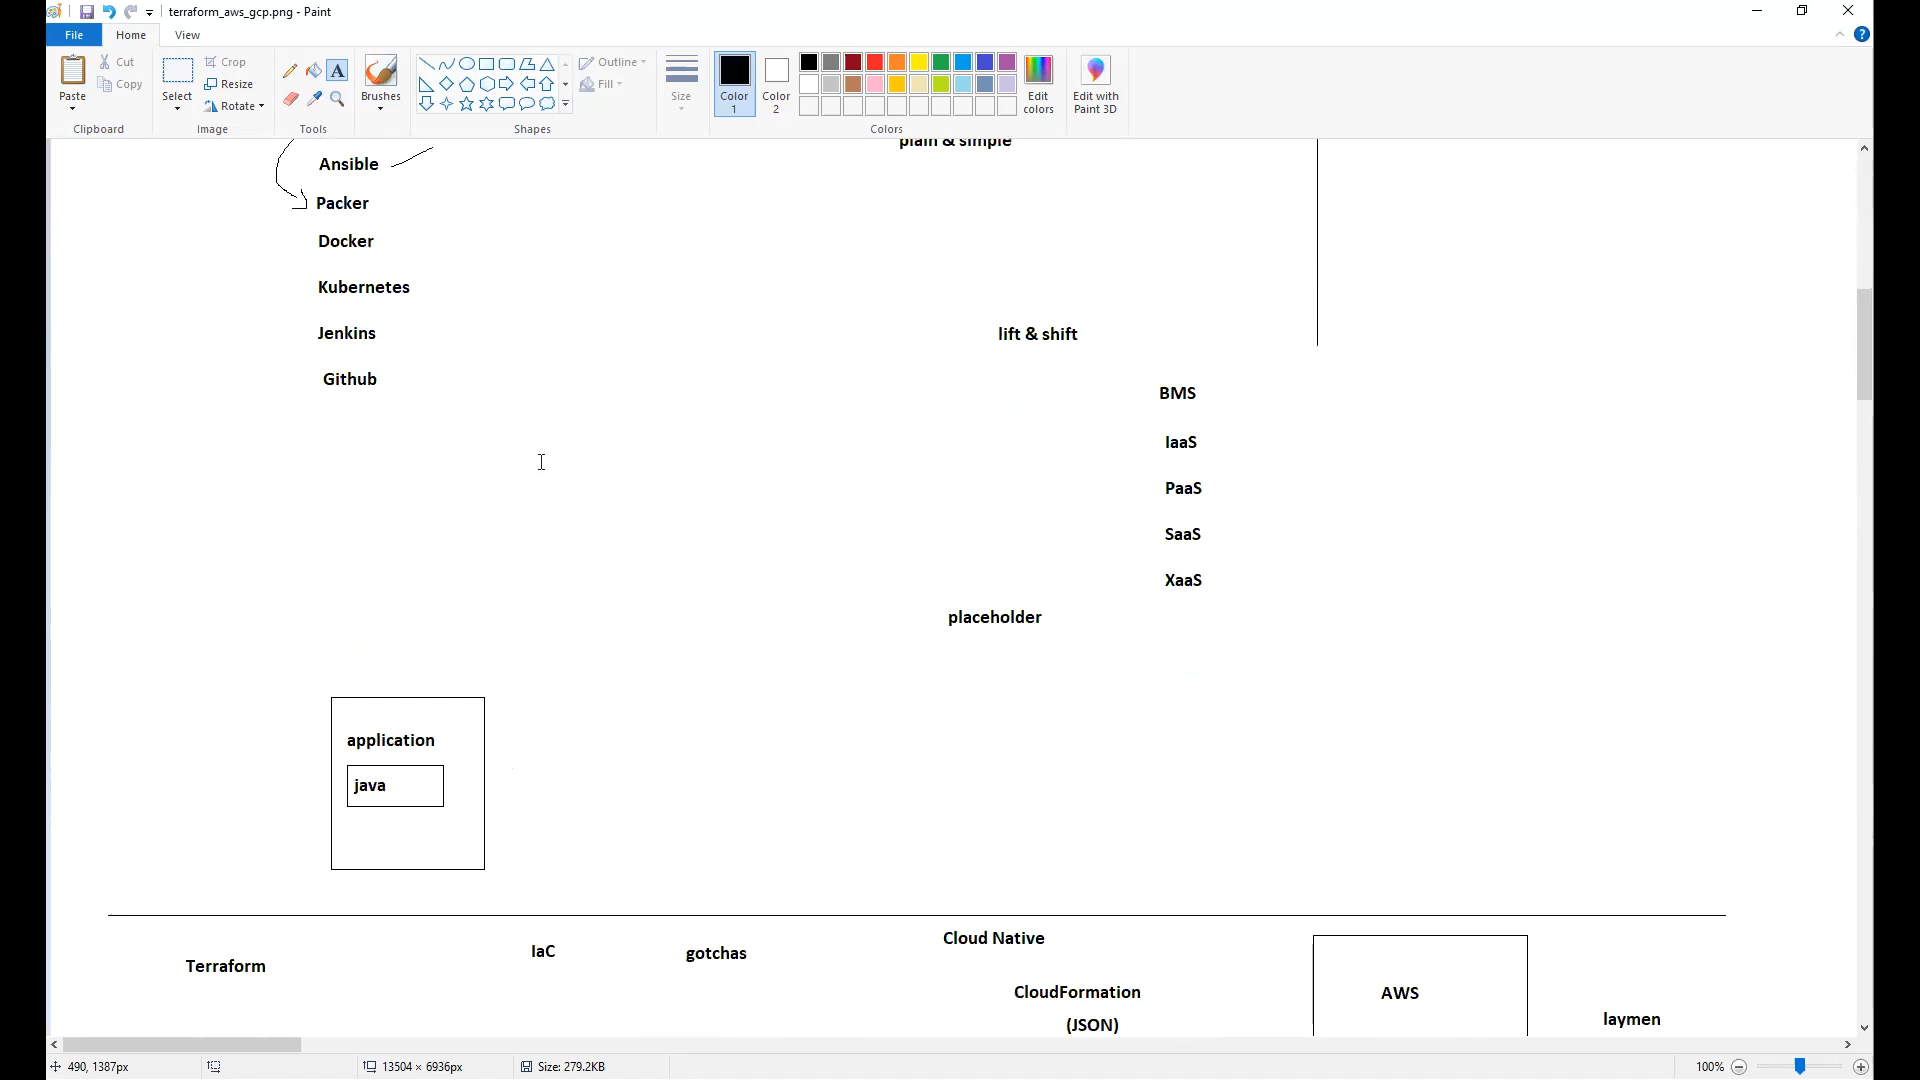 terraform_aws_gcp.png - Paint
File
Home
View
Paste
Cut
Copy
Clipboard
Select
Crop
Resize
Rotate
Image
A
Tools
Brushes
Shapes
Outline
Fill
Size
Color 1
Color 2
Edit colors
Colors
Edit with Paint 3D
?
plain & simple
Ansible
Packer
Docker
Kubernetes
Jenkins
Github
lift & shift
BMS
IaaS
PaaS
SaaS
XaaS
placeholder
application
java
Terraform
IaC
gotchas
Cloud Native
CloudFormation
(JSON)
AWS
laymen
490, 1387px
13504 × 6936px
Size: 279.2KB
100%